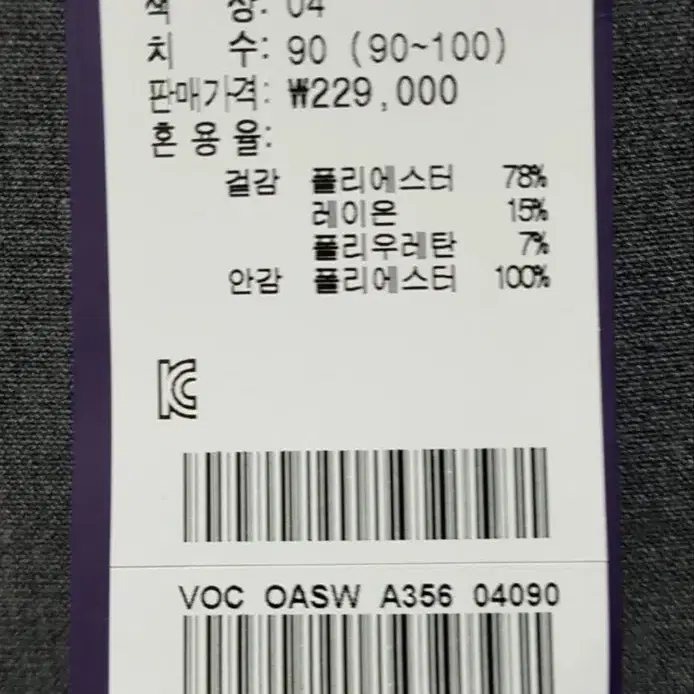 색 상: 04
치 수: 90 (90~100)
판매가격: ₩229,000
혼 용 율:
겉감 폴리에스터 78%
레이온 15%
폴리우레탄 7%
안감 폴리에스터 100%
KC
VOC OASW A356 04090